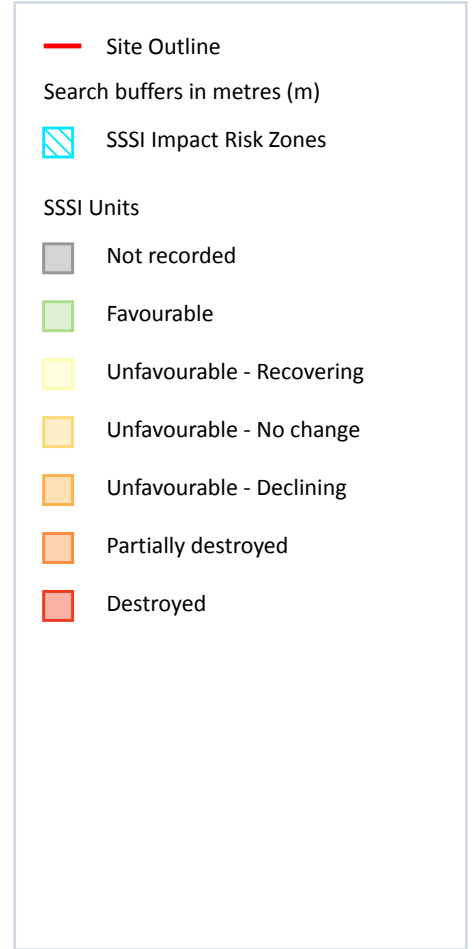 Site Outline
Search buffers in metres (m)
SSSI Impact Risk Zones
SSSI Units
Not recorded
Favourable
Unfavourable - Recovering
Unfavourable - No change
Unfavourable - Declining
Partially destroyed
Destroyed